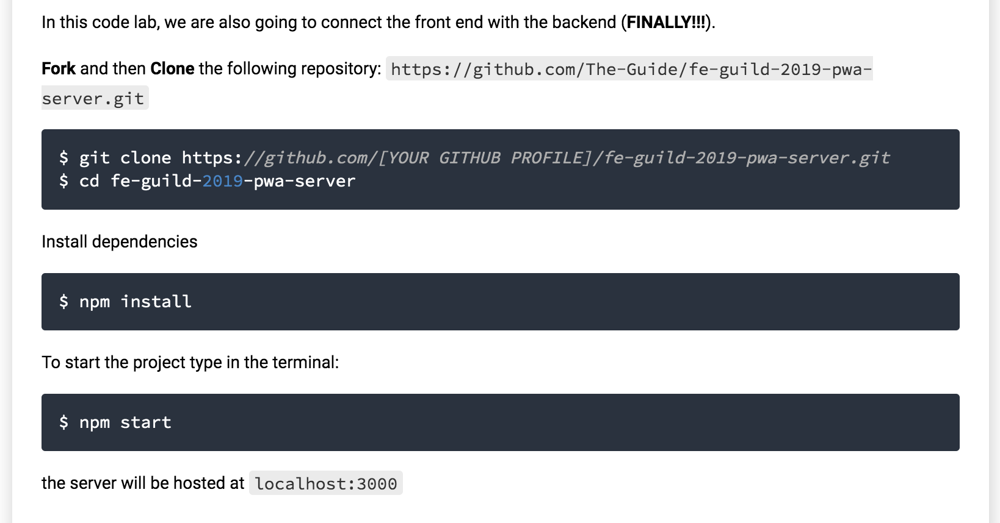 In this code lab, we are also going to connect the front end with the backend (FINALLY!!!).
Fork and then Clone the following repository: https://github.com/The-Guide/fe-guild-2019-pwa-
server.git
$ git clone https://github.com/[YOUR GITHUB PROFILE]/fe-guild-2019-pwa-server.git
$ cd fe-guild-2019-pwa-server
Install dependencies
$ npm install
To start the project type in the terminal:
$ npm start
the server will be hosted at localhost:3000